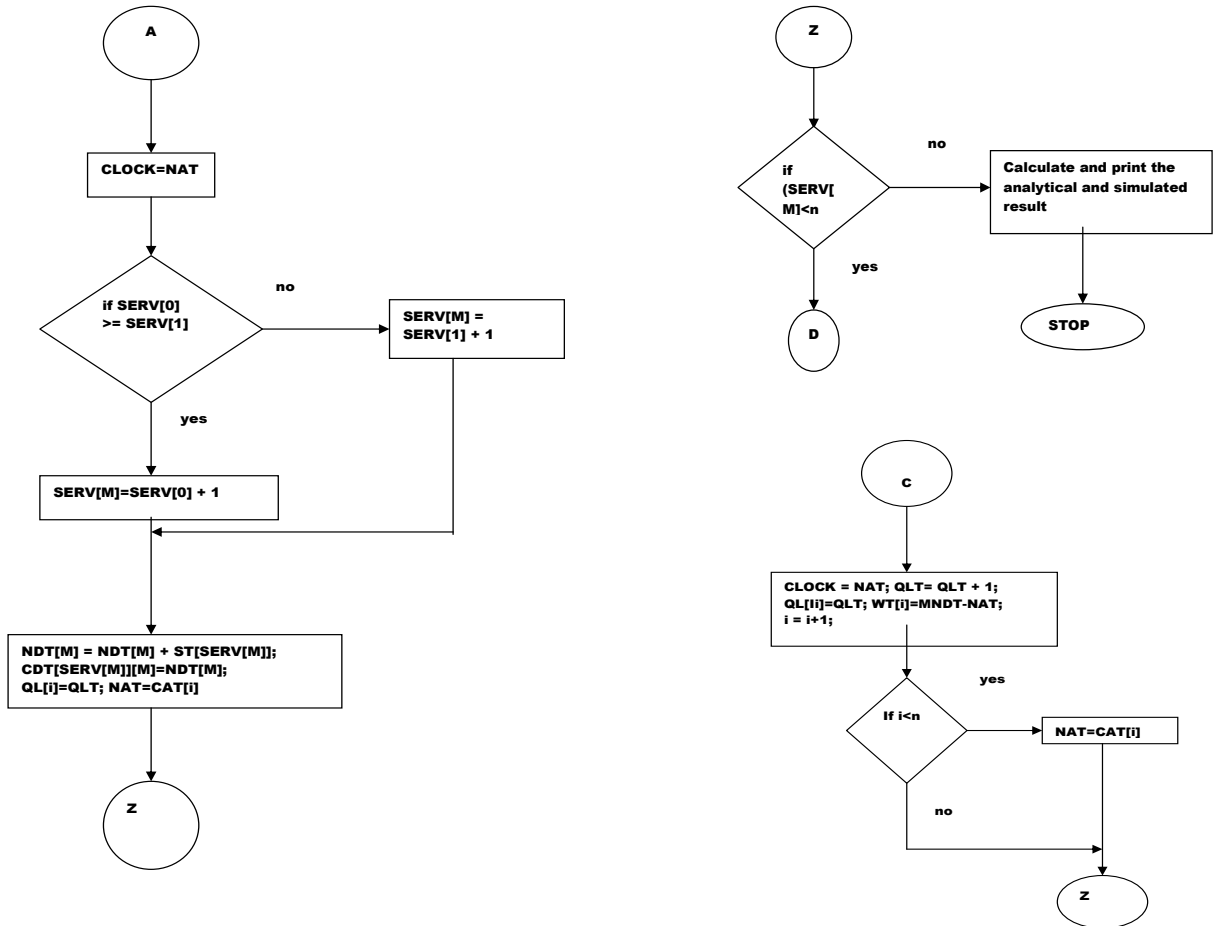 A
CLOCK=NAT
if SERV[0]
>= SERV[1]
no
SERV[M] =
SERV[1] + 1
yes
SERV[M]=SERV[0] + 1
NDT[M] = NDT[M] + ST[SERV[M]];
CDT[SERV[M]][M]=NDT[M];
QL[i]=QLT; NAT=CAT[i]
Z
Z
if
(SERV[
M]<n
no
Calculate and print the
analytical and simulated
result
yes
D
STOP
C
CLOCK = NAT; QLT= QLT + 1;
QL[Ii]=QLT; WT[i]=MNDT-NAT;
i = i+1;
yes
If i<n
NAT=CAT[i]
no
Z